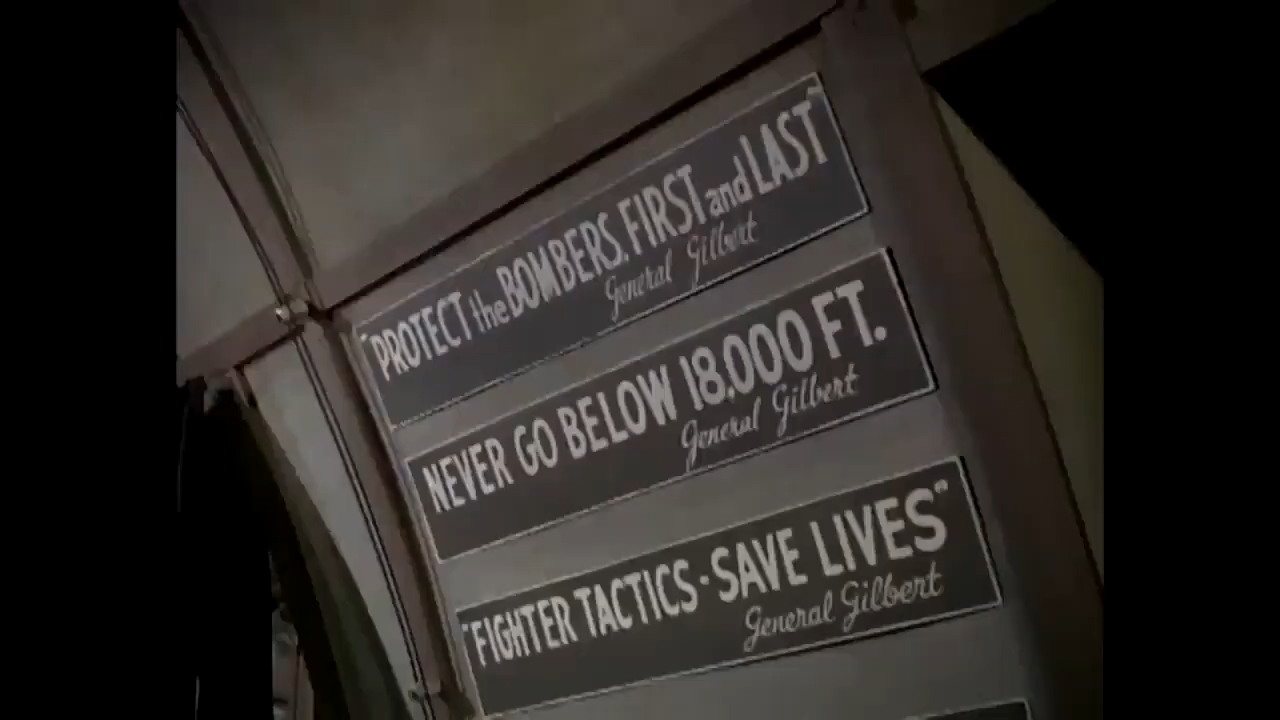 "PROTECT the BOMBERS. FIRST and LAST"
General Gilbert
NEVER GO BELOW 18,000 FT.
General Gilbert
"FIGHTER TACTICS - SAVE LIVES"
General Gilbert